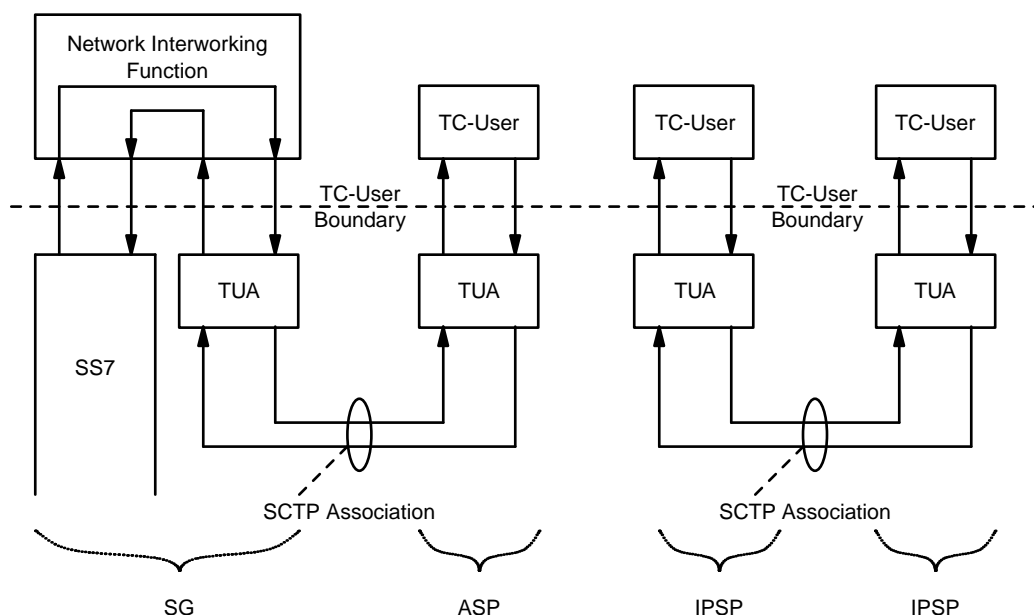 Network Interworking
Function
TC-User
TC-User
TC-User
TC-User
Boundary
TC-User
Boundary
TUA
TUA
TUA
TUA
SS7
SCTP Association
SCTP Association
SG
ASP
IPSP
IPSP